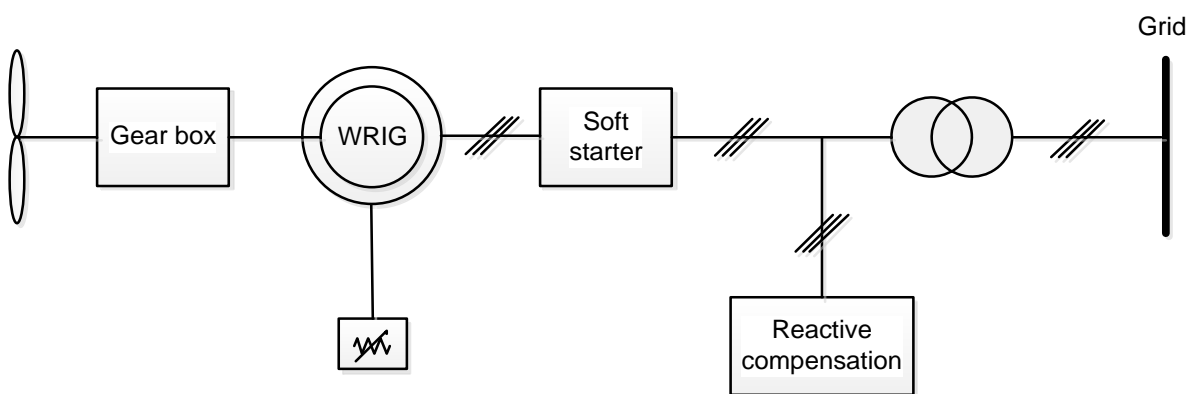 Grid
Gear box
WRIG
Soft
starter
Reactive
compensation